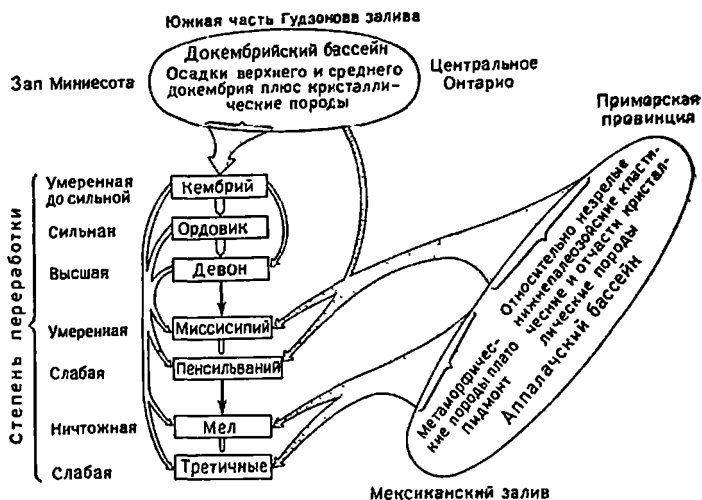 Южная часть Гудзонова залива
Докембрийский бассейн
Осадки верхнего и среднего
докембрия плюс кристалли-
ческие породы
Зап Миниесота
Центральное
Онтарио
Приморская
провинция
Степень переработки
Умеренная
до сильной
Сильная
Высшая
Умеренная
Слабая
Ничтожная
Слабая
Кембрий
Ордовик
Девон
Миссисипий
Пенсильваний
Мел
Третичные
Относительно незрелые
нижнепалеозойские класти-
ческие и отчасти кристал-
лические породы
Метаморфичес-
кие породы плато
Пидмонт
Аппалачский бассейн
Мексиканский залив